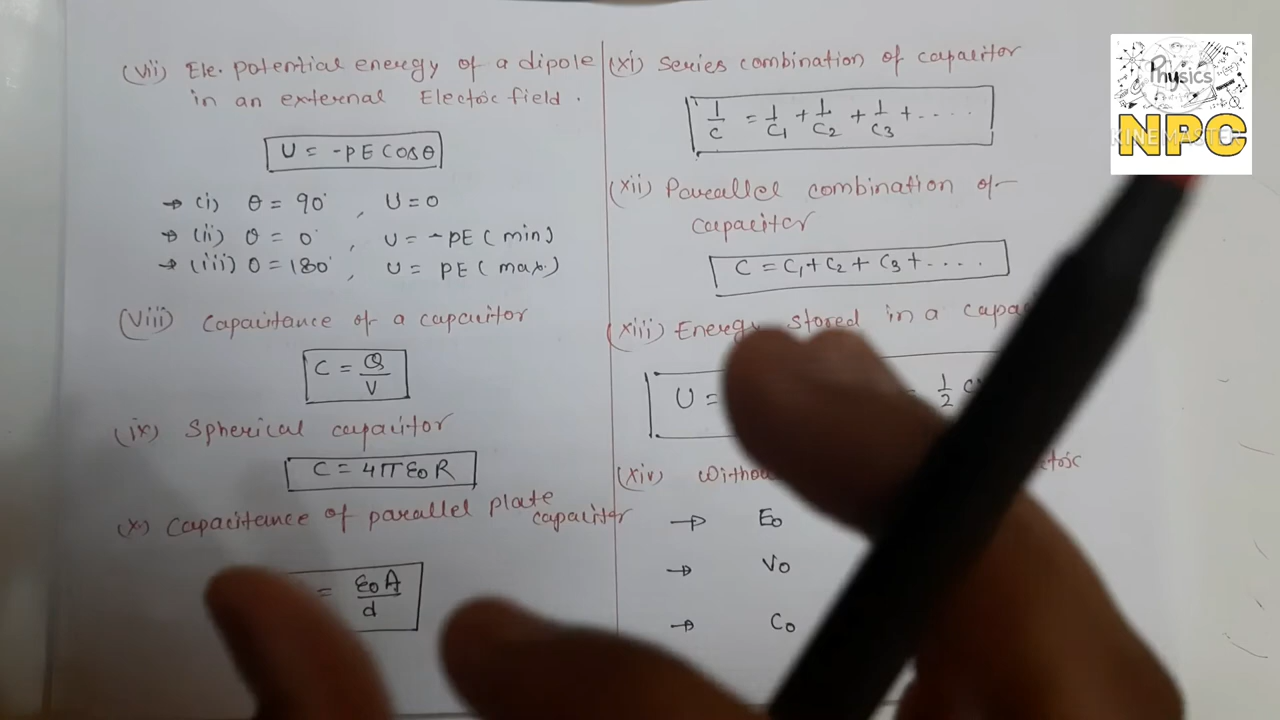 (vii) Ele. potential energy of a dipole
in an external Electric field.
U = -PE cosθ
→ (i) θ = 90°, U = 0
→ (ii) θ = 0°, U = -PE (min)
→ (iii) θ = 180°, U = PE (max.)
(viii) Capacitance of a capacitor
C = Q/V
(ix) Spherical capacitor
C = 4πε₀R
(x) Capacitance of parallel plate
capacitor
= ε₀A/d
(xi) Series combination of capacitor
1/C = 1/C₁ + 1/C₂ + 1/C₃ + ....
(xii) Parallel combination of
capacitor
C = C₁ + C₂ + C₃ + ....
(xiii) Energy stored in a
U = = 1/2
(xiv)
→ E₀
→ V₀
→ C₀
Physics
NPC
KINEMASTER